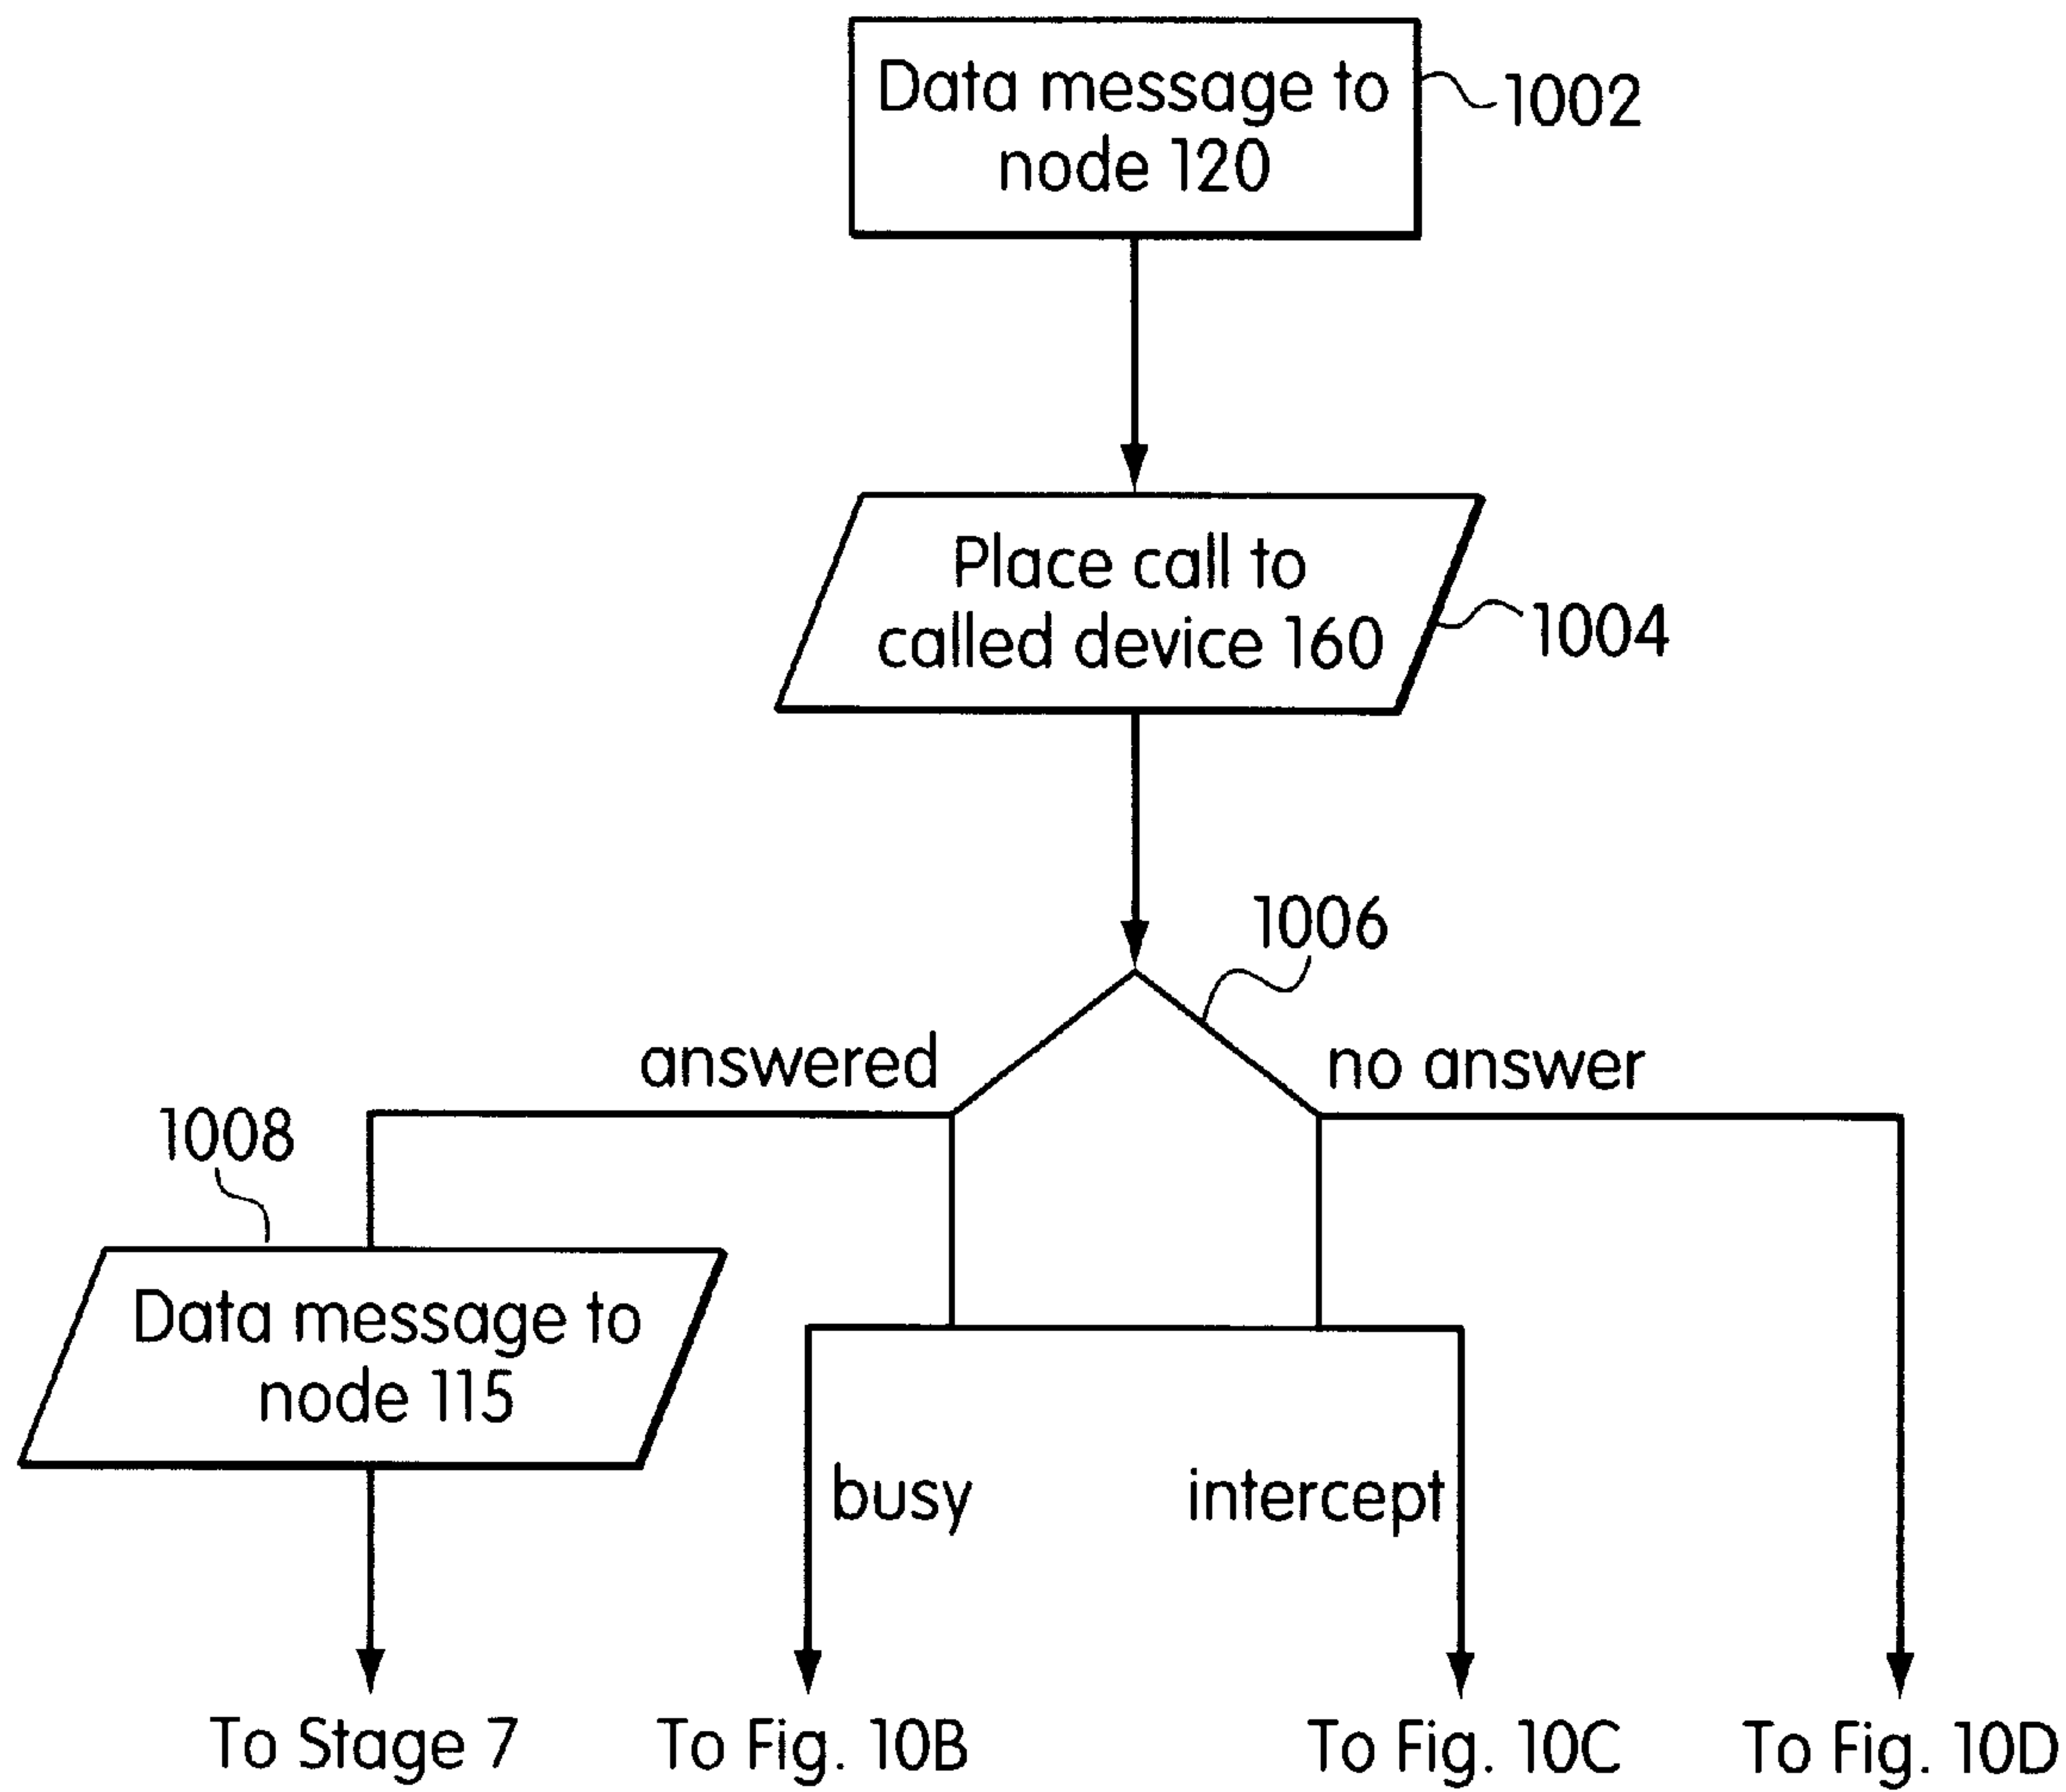 Data message to
node 120
1002
Place call to
called device 160
1004
1006
answered
no answer
1008
Data message to
node 115
busy
intercept
To Stage 7
To Fig. 10B
To Fig. 10C
To Fig. 10D